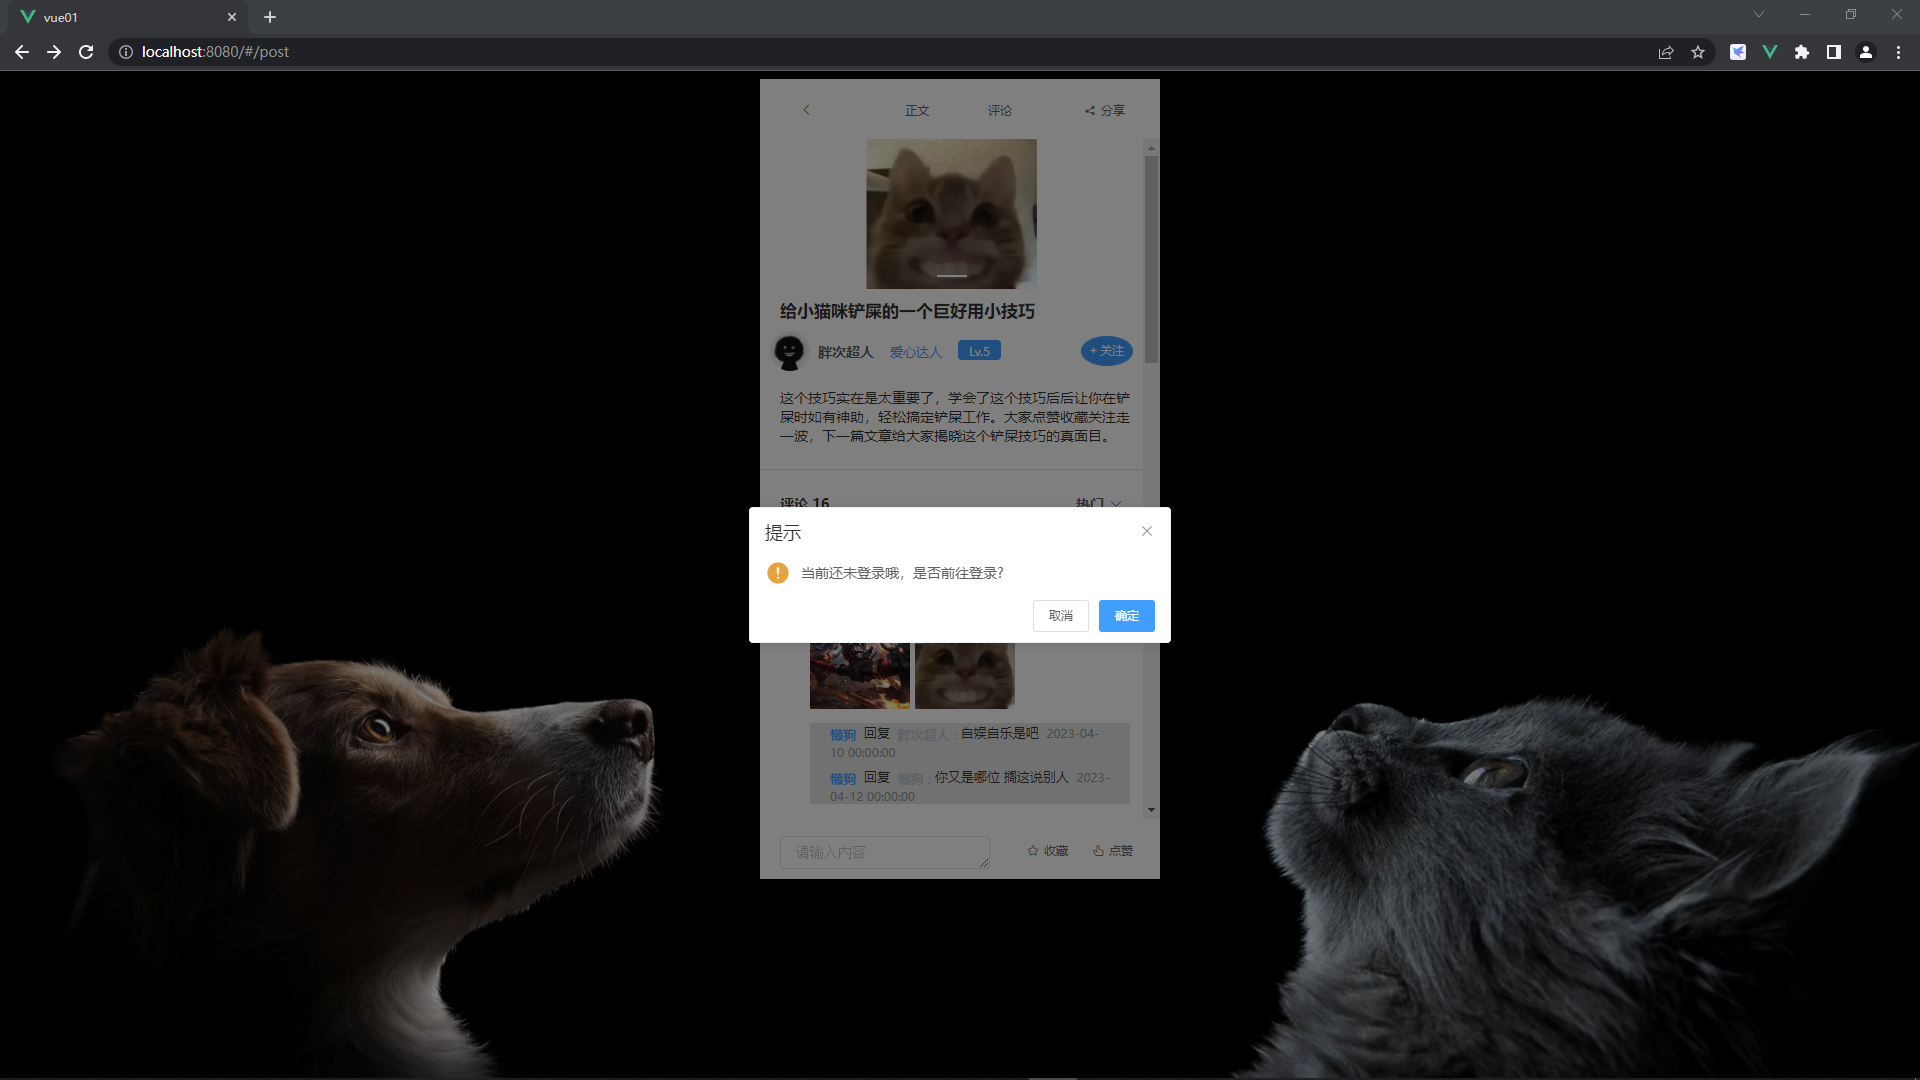 vue01
localhost:8080/#/post
正文 评论 分享
给小猫咪铲屎的一个巨好用小技巧
胖次超人 爱心达人 Lv.5 + 关注
这个技巧实在是太重要了，学会了这个技巧后后让你在铲
屎时如有神助，轻松搞定铲屎工作。大家点赞收藏关注走
一波，下一篇文章给大家揭晓这个铲屎技巧的真面目。
评论 16 热门
提示
当前还未登录哦，是否前往登录?
取消 确定
懒狗 回复 胖次超人 : 自娱自乐是吧 2023-04-
10 00:00:00
懒狗 回复 懒狗 : 你又是哪位 搁这说别人 2023-
04-12 00:00:00
请输入内容 收藏 点赞